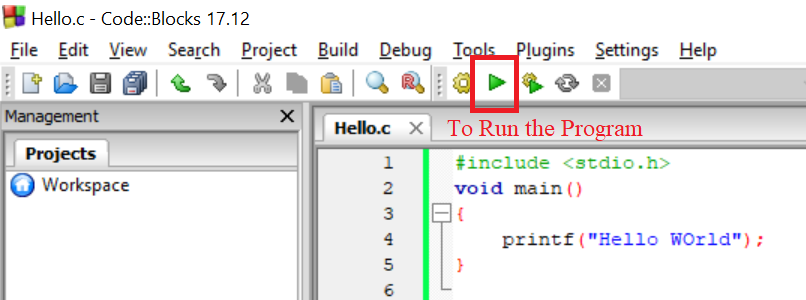 Hello.c - Code::Blocks 17.12
File Edit View Search Project Build Debug Tools Plugins Settings Help
Management
Projects
Workspace
Hello.c
To Run the Program
1 #include <stdio.h>
2 void main()
3 {
4 printf("Hello WOrld");
5 }
6